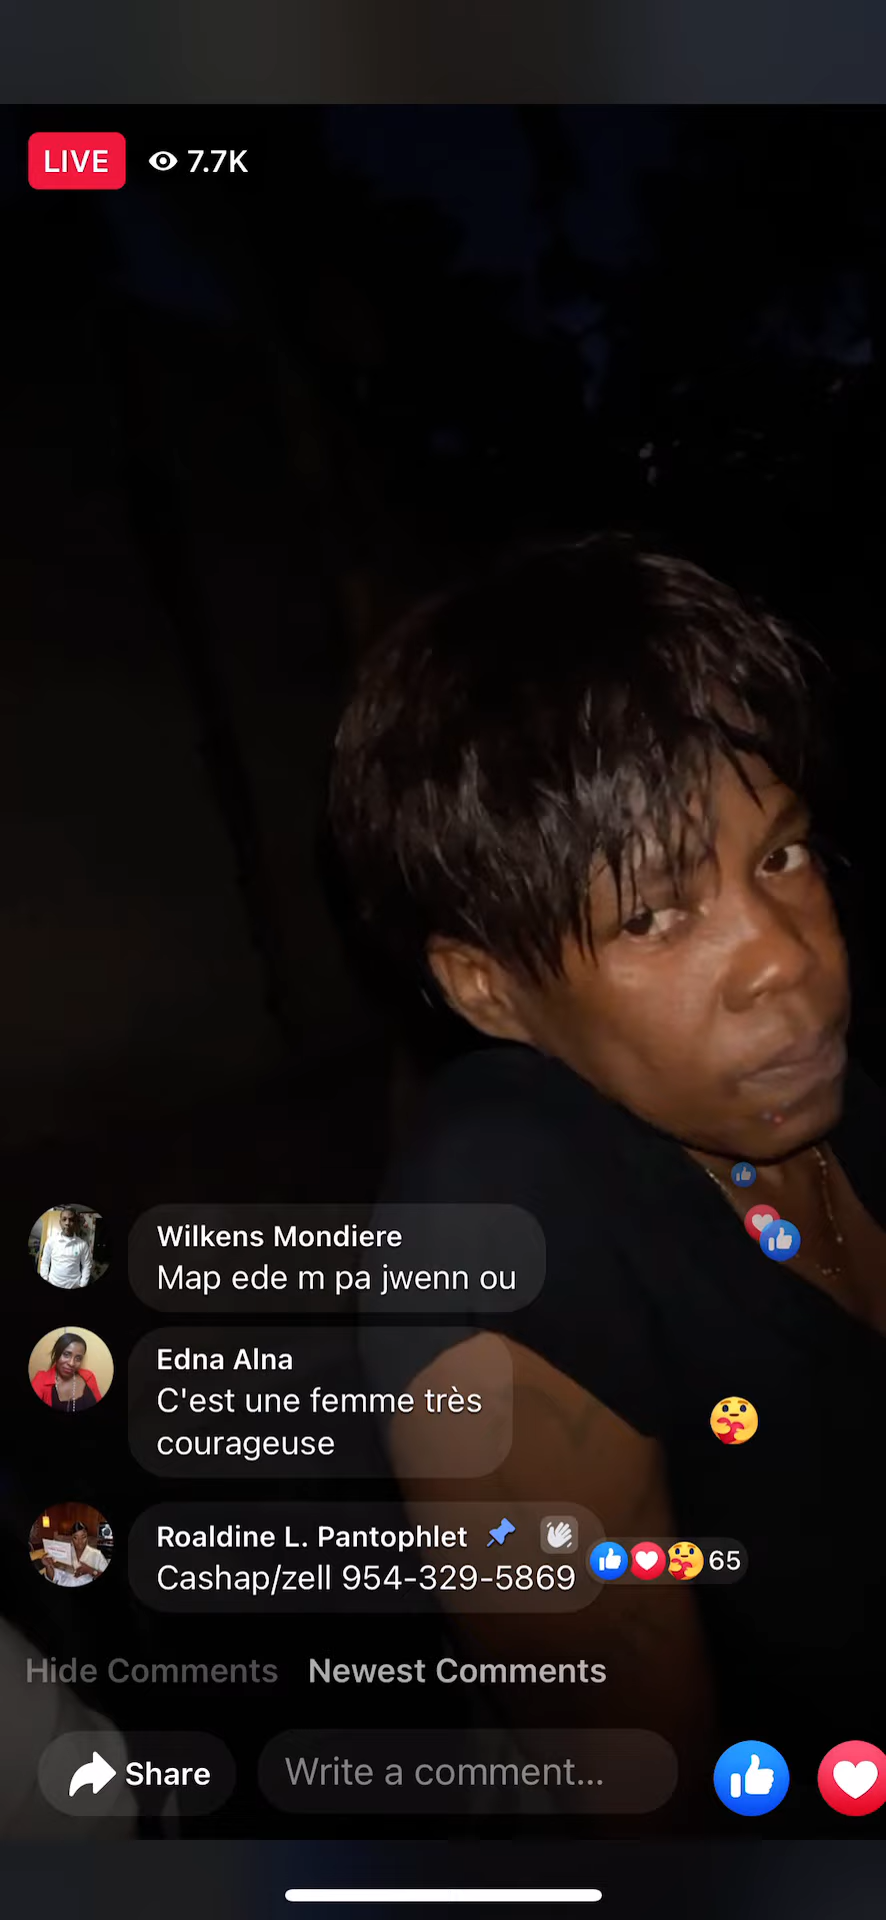 LIVE 7.7K
Wilkens Mondiere
Map ede m pa jwenn ou
Edna Alna
C'est une femme très
courageuse
Roaldine L. Pantophlet
Cashap/zell 954-329-5869
65
Hide Comments Newest Comments
Share Write a comment...